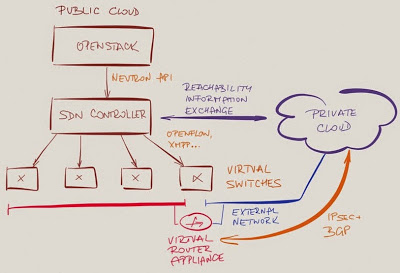 PUBLIC CLOUD
OPENSTACK
NEUTRON API
SDN CONTROLLER
REACHABILITY
INFORMATION
EXCHANGE
PRIVATE
CLOUD
OPENFLOW,
XMPP...
X
X
X
X
VIRTUAL
SWITCHES
EXTERNAL
NETWORK
IPSEC+
BGP
VIRTUAL
ROUTER
APPLIANCE